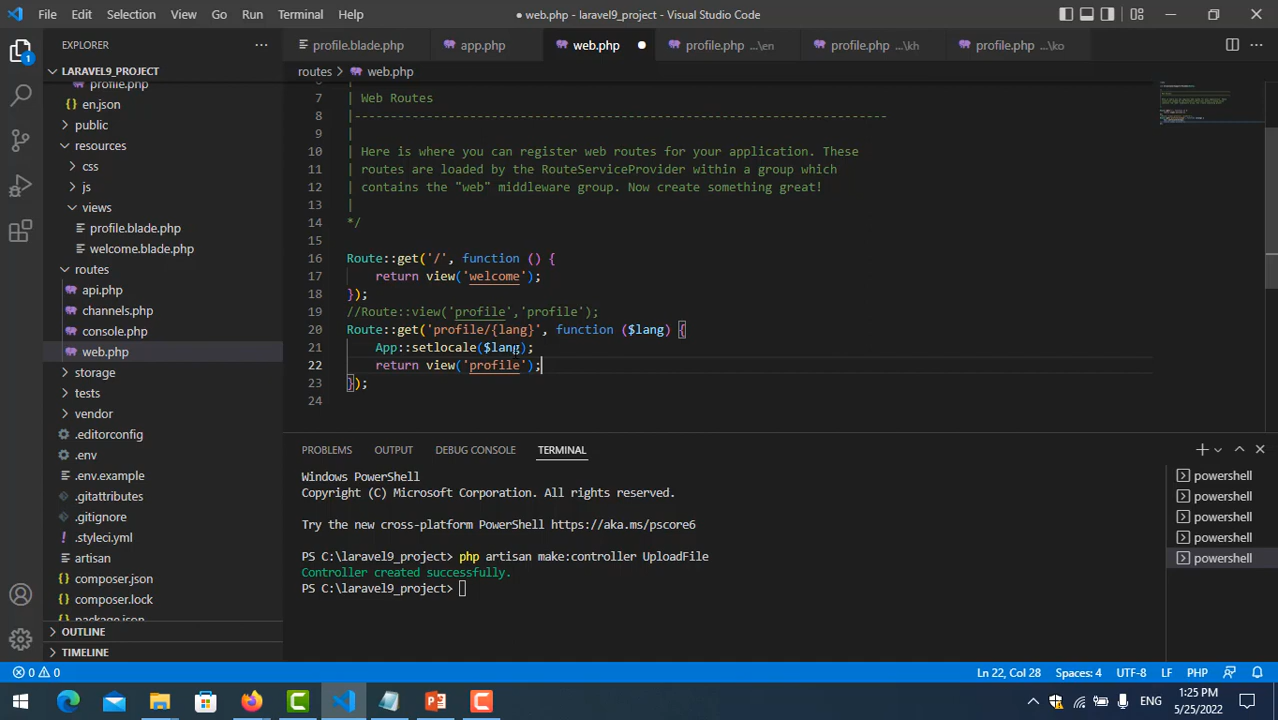 File Edit Selection View Go Run Terminal Help
● web.php - laravel9_project - Visual Studio Code
EXPLORER
LARAVEL9_PROJECT
profile.php
en.json
public
resources
css
js
views
profile.blade.php
welcome.blade.php
routes
api.php
channels.php
console.php
web.php
storage
tests
vendor
.editorconfig
.env
.env.example
.gitattributes
.gitignore
.styleci.yml
artisan
composer.json
composer.lock
package.json
OUTLINE
TIMELINE
1
profile.blade.php app.php web.php profile.php ...\en profile.php ...\kh profile.php ...\ko
routes > web.php
7 | Web Routes
8 |--------------------------------------------------------------------------
9 |
10 | Here is where you can register web routes for your application. These
11 | routes are loaded by the RouteServiceProvider within a group which
12 | contains the "web" middleware group. Now create something great!
13 |
14 */
15
16 Route::get('/', function () {
17 return view('welcome');
18 });
19 //Route::view('profile','profile');
20 Route::get('profile/{lang}', function ($lang) {
21 App::setlocale($lang);
22 return view('profile');
23 });
24
PROBLEMS OUTPUT DEBUG CONSOLE TERMINAL
Windows PowerShell
Copyright (C) Microsoft Corporation. All rights reserved.
Try the new cross-platform PowerShell https://aka.ms/pscore6
PS C:\laravel9_project> php artisan make:controller UploadFile
Controller created successfully.
PS C:\laravel9_project>
powershell
powershell
powershell
powershell
powershell
0 0
Ln 22, Col 28 Spaces: 4 UTF-8 LF PHP
ENG
1:25 PM
5/25/2022